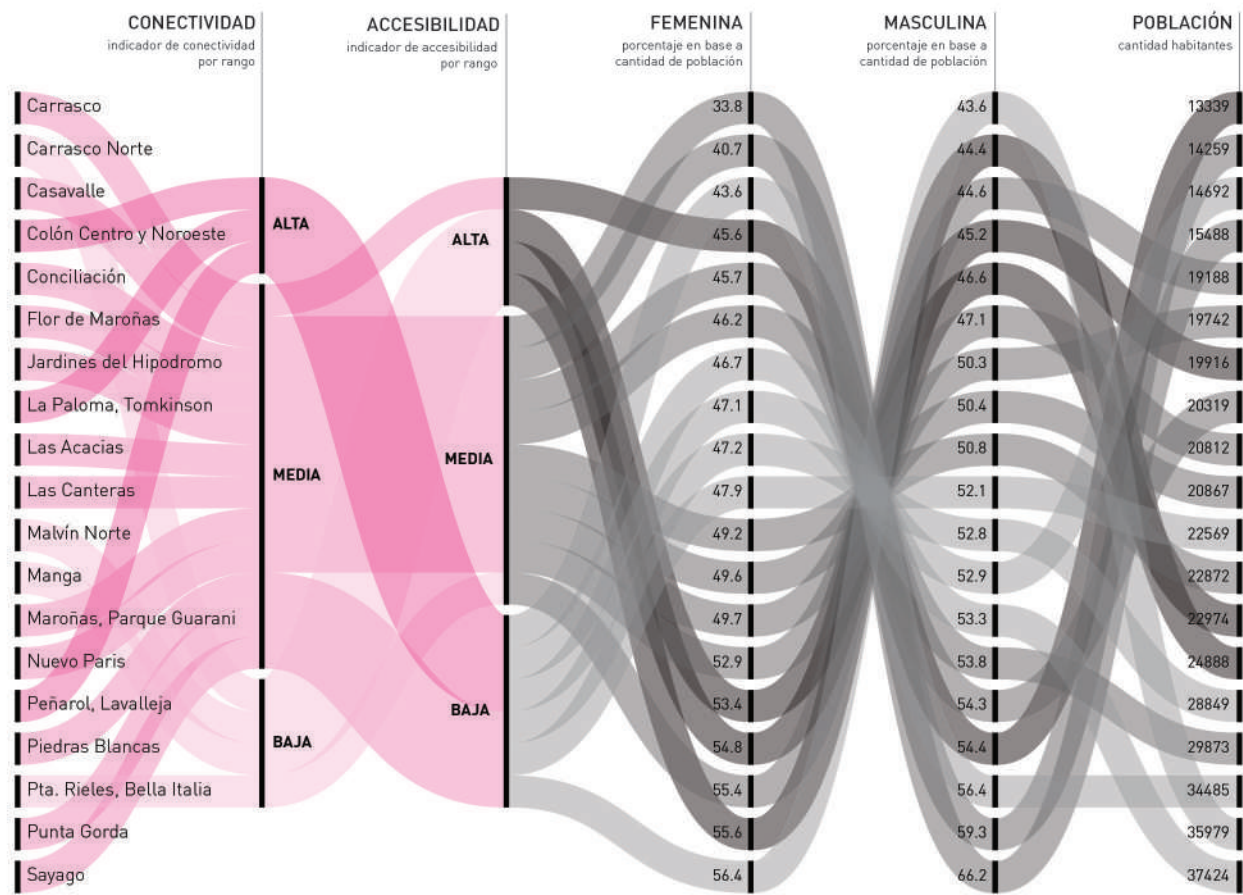 CONECTIVIDAD
indicador de conectividad
por rango
ACCESIBILIDAD
indicador de accesibilidad
por rango
FEMENINA
porcentaje en base a
cantidad de población
MASCULINA
porcentaje en base a
cantidad de población
POBLACIÓN
cantidad habitantes
Carrasco
Carrasco Norte
Casavalle
Colón Centro y Noroeste
Conciliación
Flor de Maroñas
Jardines del Hipodromo
La Paloma, Tomkinson
Las Acacias
Las Canteras
Malvín Norte
Manga
Maroñas, Parque Guarani
Nuevo Paris
Peñarol, Lavalleja
Piedras Blancas
Pta. Rieles, Bella Italia
Punta Gorda
Sayago
ALTA
MEDIA
BAJA
ALTA
MEDIA
BAJA
33.8
40.7
43.6
45.6
45.7
46.2
46.7
47.1
47.2
47.9
49.2
49.6
49.7
52.9
53.4
54.8
55.4
55.6
56.4
43.6
44.4
44.6
45.2
46.6
47.1
50.3
50.4
50.8
52.1
52.8
52.9
53.3
53.8
54.3
54.4
56.4
59.3
66.2
13339
14259
14692
15488
19188
19742
19916
20319
20812
20867
22569
22872
22974
24888
28849
29873
34485
35979
37424